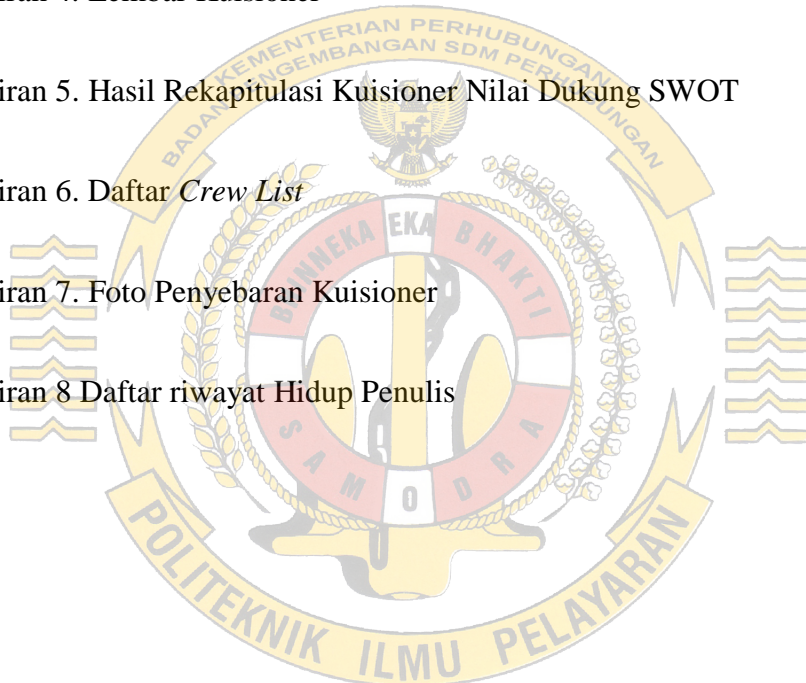 iran 5. Hasil Rekapitulasi Kuisioner Nilai Dukung SWOT
iran 6. Daftar Crew List
iran 7. Foto Penyebaran Kuisioner
iran 8 Daftar riwayat Hidup Penulis
KEMENTERIAN PERHUBUNGAN
BADAN PENGEMBANGAN SDM PERHUBUNGAN
BHINNEKA EKA BHAKTI
SAMODRA
POLITEKNIK ILMU PELAYARAN